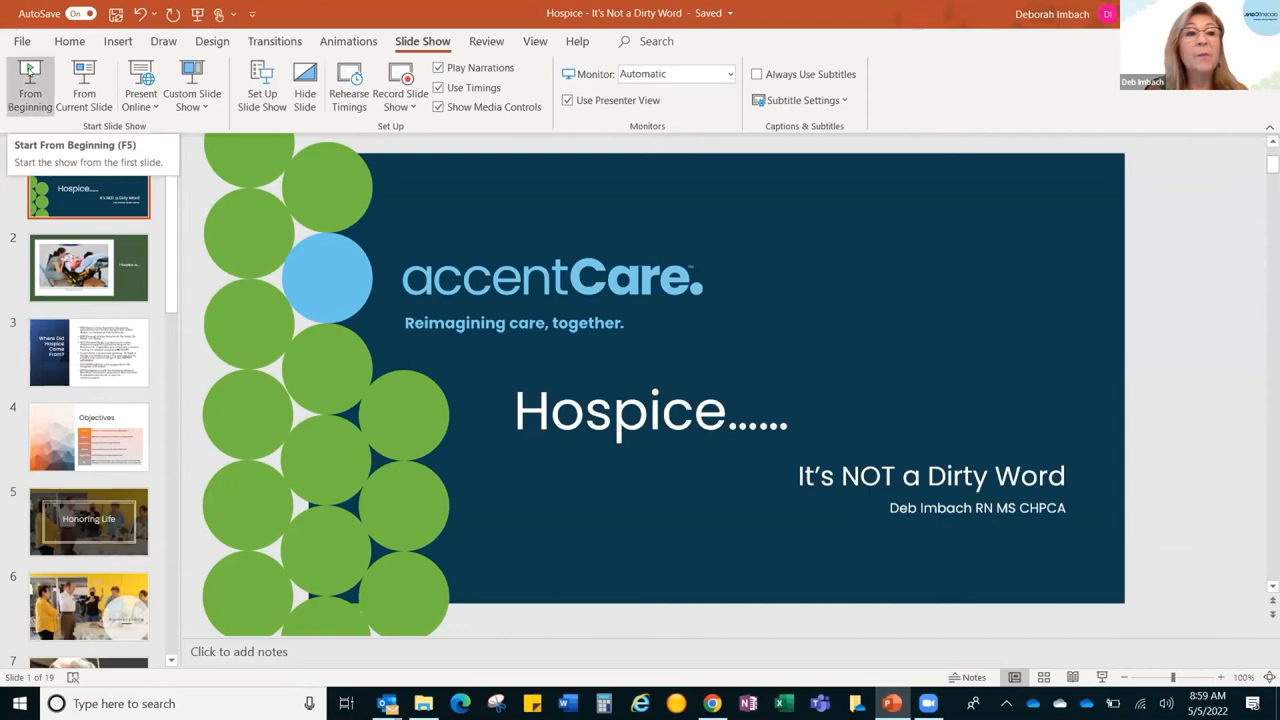 AutoSave On
Hospice - It's Not a Dirty Word - Saved
Deborah Imbach DI
File Home Insert Draw Design Transitions Animations Slide Show Review View Help Search
Deb Imbach
From Beginning
From Current Slide
Present Online
Custom Slide Show
Set Up Slide Show
Hide Slide
Rehearse Timings
Record Slide Show
Play Narrations
Use Timings
Show Media Controls
Monitor: Automatic
Use Presenter View
Always Use Subtitles
Subtitle Settings
Start Slide Show
Set Up
Monitors
Captions & Subtitles
Start From Beginning (F5)
Start the show from the first slide.
Hospice......
It's NOT a Dirty Word
2
Hospice is...
3
Where Did Hospice Come From?
4
Objectives
5
Honoring Life
6
7
accentCare.
Reimagining care, together.
Hospice......
It's NOT a Dirty Word
Deb Imbach RN MS CHPCA
Click to add notes
Slide 1 of 19
Notes
100%
Type here to search
8:59 AM
5/5/2022